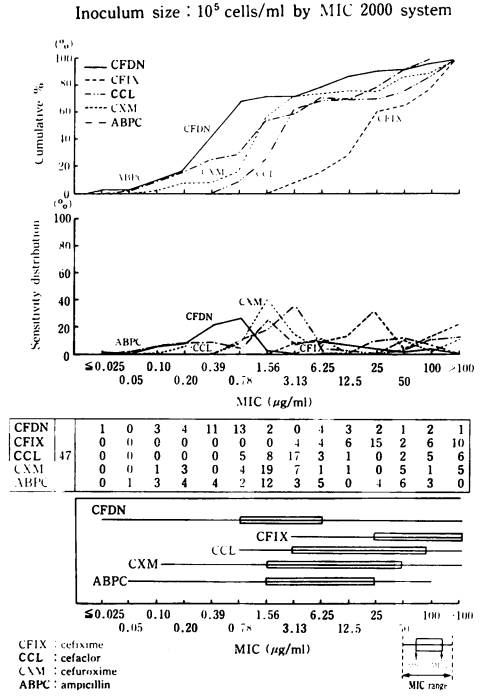 Inoculum size : 10⁵ cells/ml by MIC 2000 system
(%)
100
80
60
40
20
0
Cumulative %
CFDN
CFIX
CCL
CXM
ABPC
CFDN
CFIX
ABPC
CXM
CCL
(%)
100
80
60
40
20
0
Sensitivity distribution
CXM
CFDN
ABPC
CCL
CFIX
≦0.025 0.10 0.39 1.56 6.25 25 100 >100
0.05 0.20 0.78 3.13 12.5 50
MIC (μg/ml)
CFDN 1 0 3 4 11 13 2 0 4 3 2 1 2 1
CFIX 0 0 0 0 0 0 0 4 4 6 15 2 6 10
CCL 47 0 0 0 0 0 5 8 17 3 1 0 2 5 6
CXM 0 0 1 3 0 4 19 7 1 1 0 5 1 5
ABPC 0 1 3 4 4 2 12 3 5 0 4 6 3 0
CFDN
CFIX
CCL
CXM
ABPC
≦0.025 0.10 0.39 1.56 6.25 25 100 >100
0.05 0.20 0.78 3.13 12.5 50
MIC (μg/ml)
CFIX : cefixime
CCL : cefaclor
CXM : cefuroxime
ABPC : ampicillin
MIC range